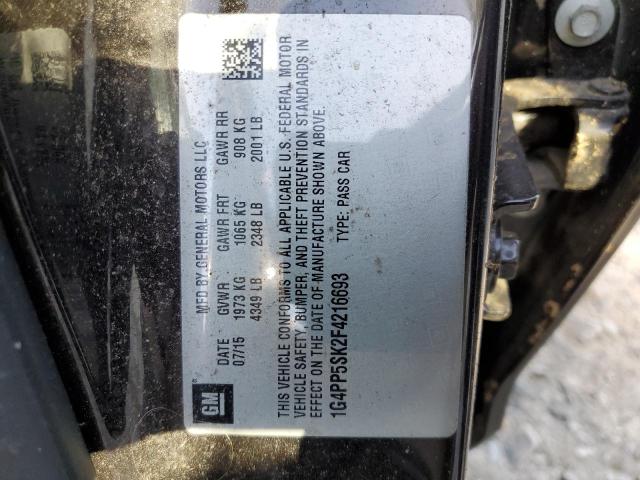 GM
MFD BY GENERAL MOTORS LLC
DATE GVWR GAWR FRT GAWR RR
07/15 1973 KG 1065 KG 908 KG
4349 LB 2348 LB 2001 LB
THIS VEHICLE CONFORMS TO ALL APPLICABLE U.S. FEDERAL MOTOR
VEHICLE SAFETY, BUMPER, AND THEFT PREVENTION STANDARDS IN
EFFECT ON THE DATE OF MANUFACTURE SHOWN ABOVE.
1G4PP5SK2F4216693 TYPE: PASS CAR